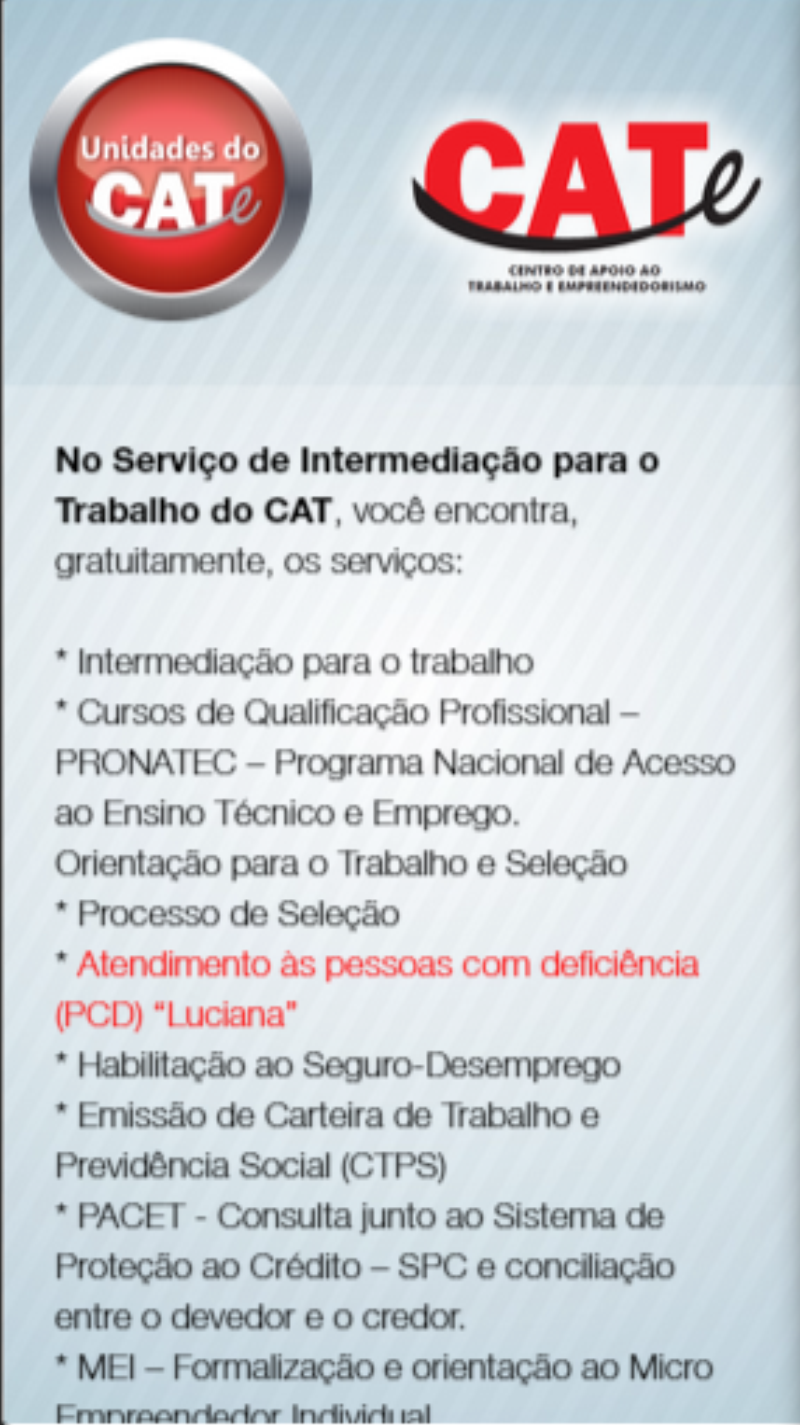 Unidades do
CATe
CATe
CENTRO DE APOIO AO
TRABALHO E EMPREENDEDORISMO
No Serviço de Intermediação para o
Trabalho do CAT, você encontra,
gratuitamente, os serviços:
* Intermediação para o trabalho
* Cursos de Qualificação Profissional –
PRONATEC – Programa Nacional de Acesso
ao Ensino Técnico e Emprego.
Orientação para o Trabalho e Seleção
* Processo de Seleção
* Atendimento às pessoas com deficiência
(PCD) “Luciana”
* Habilitação ao Seguro-Desemprego
* Emissão de Carteira de Trabalho e
Previdência Social (CTPS)
* PACET - Consulta junto ao Sistema de
Proteção ao Crédito – SPC e conciliação
entre o devedor e o credor.
* MEI – Formalização e orientação ao Micro
Empreendedor Individual